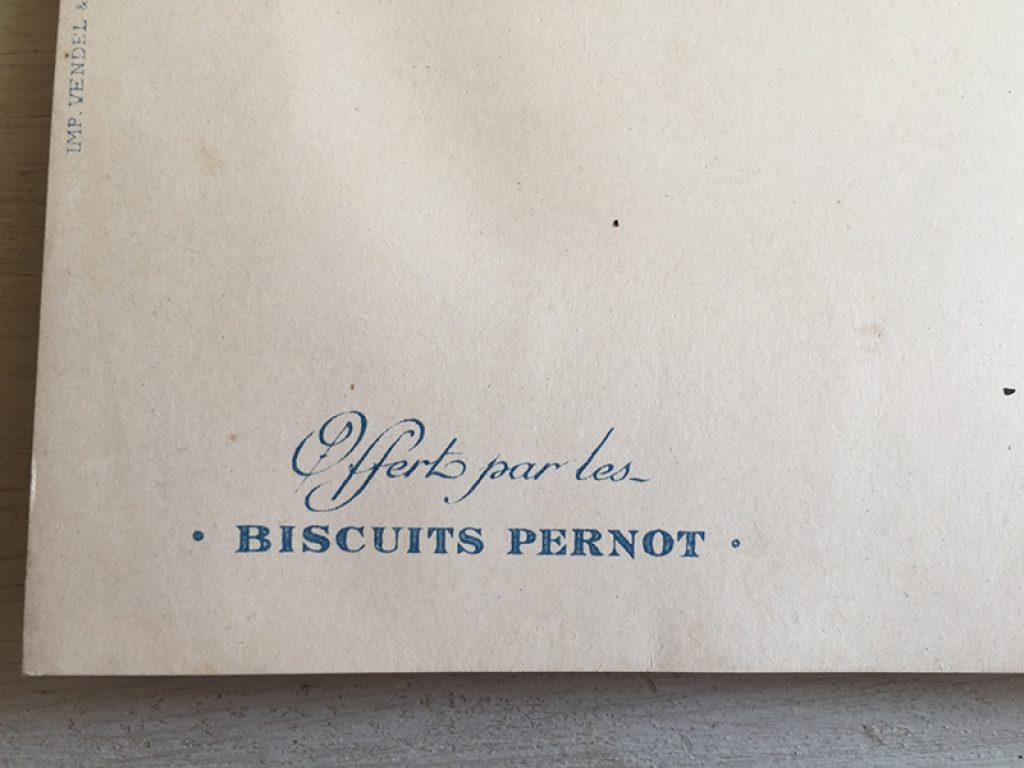 IMP. VENDEL &
Offert par les
• BISCUITS PERNOT •